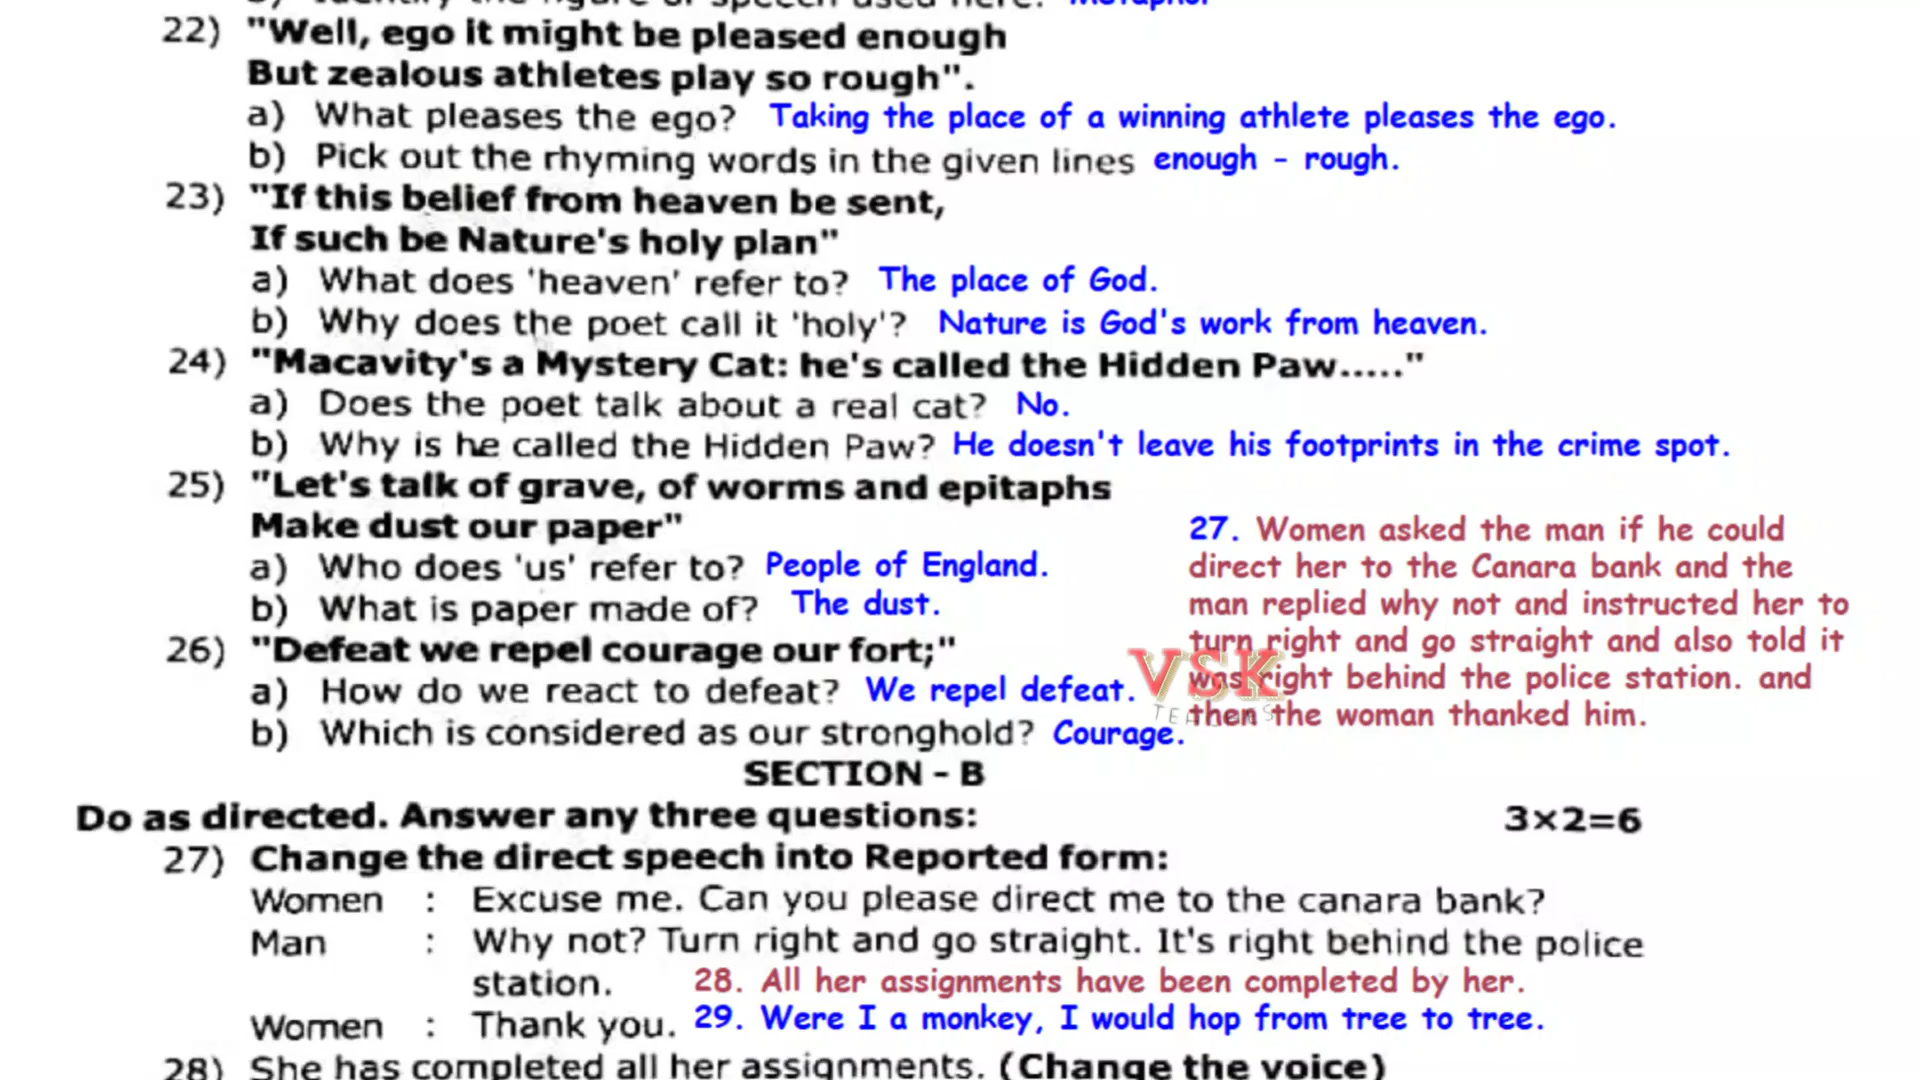 b) Identify the figure of speech used here. Metaphor
22) "Well, ego it might be pleased enough
But zealous athletes play so rough".
a) What pleases the ego? Taking the place of a winning athlete pleases the ego.
b) Pick out the rhyming words in the given lines enough - rough.
23) "If this belief from heaven be sent,
If such be Nature's holy plan"
a) What does 'heaven' refer to? The place of God.
b) Why does the poet call it 'holy'? Nature is God's work from heaven.
24) "Macavity's a Mystery Cat: he's called the Hidden Paw....."
a) Does the poet talk about a real cat? No.
b) Why is he called the Hidden Paw? He doesn't leave his footprints in the crime spot.
25) "Let's talk of grave, of worms and epitaphs
Make dust our paper"
a) Who does 'us' refer to? People of England.
b) What is paper made of? The dust.
26) "Defeat we repel courage our fort;"
a) How do we react to defeat? We repel defeat.
b) Which is considered as our stronghold? Courage.
27. Women asked the man if he could
direct her to the Canara bank and the
man replied why not and instructed her to
turn right and go straight and also told it
was right behind the police station. and
then the woman thanked him.
VSK
TEACHES
SECTION - B
Do as directed. Answer any three questions: 3×2=6
27) Change the direct speech into Reported form:
Women : Excuse me. Can you please direct me to the canara bank?
Man : Why not? Turn right and go straight. It's right behind the police
station. 28. All her assignments have been completed by her.
Women : Thank you. 29. Were I a monkey, I would hop from tree to tree.
28) She has completed all her assignments. (Change the voice)